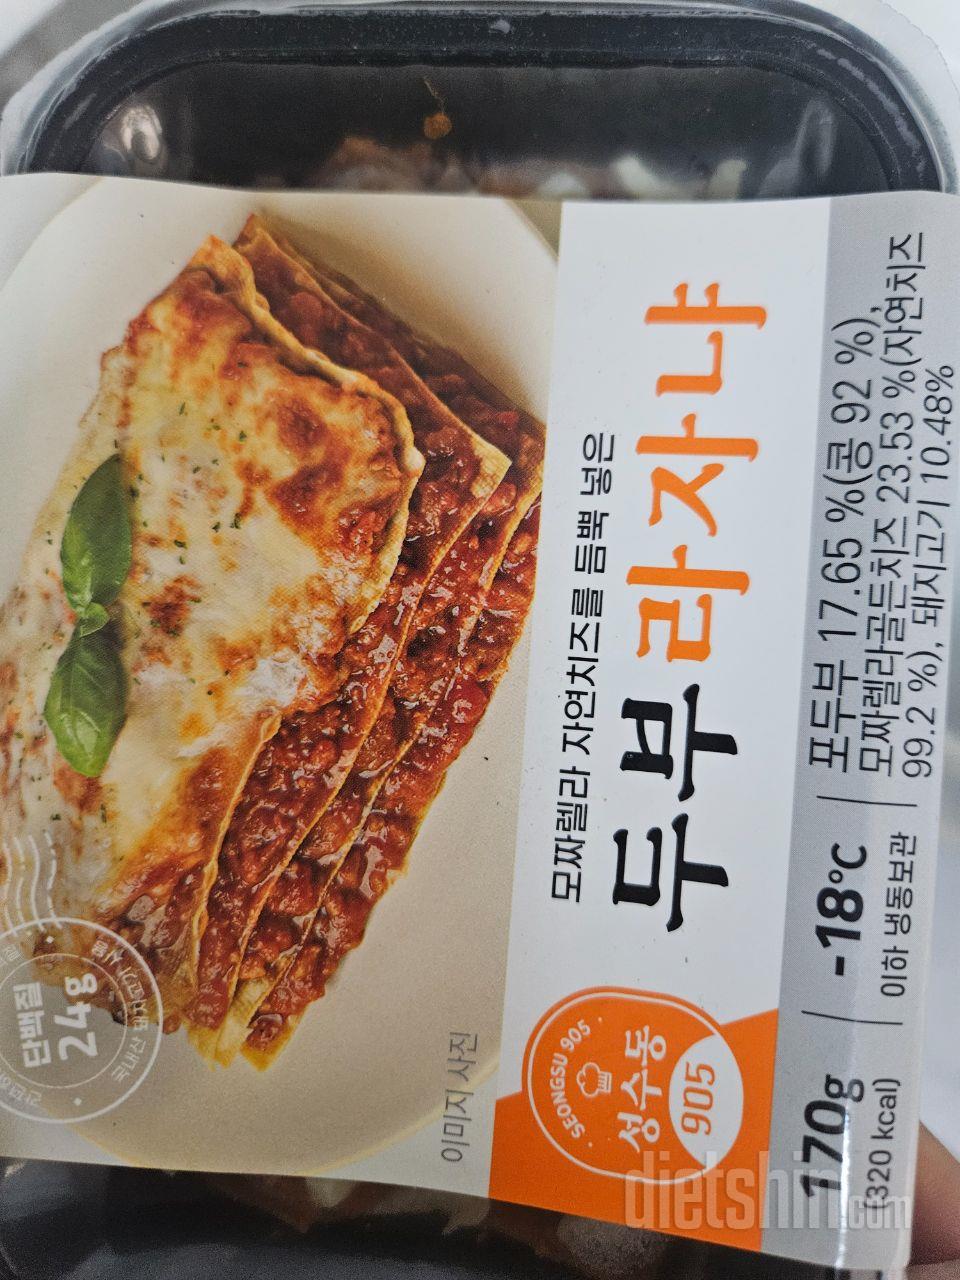 모짜렐라 자연치즈를 듬뿍 넣은
두부라자냐
SEONGSU 905
성수동
905
170g
(320 kcal)
-18℃
이하 냉동보관
포두부 17.65 %(콩 92 %),
모짜렐라골든치즈 23.53 %(자연치즈
99.2 %), 돼지고기 10.48%
단백질
24g
이미지 사진
dietshin.com